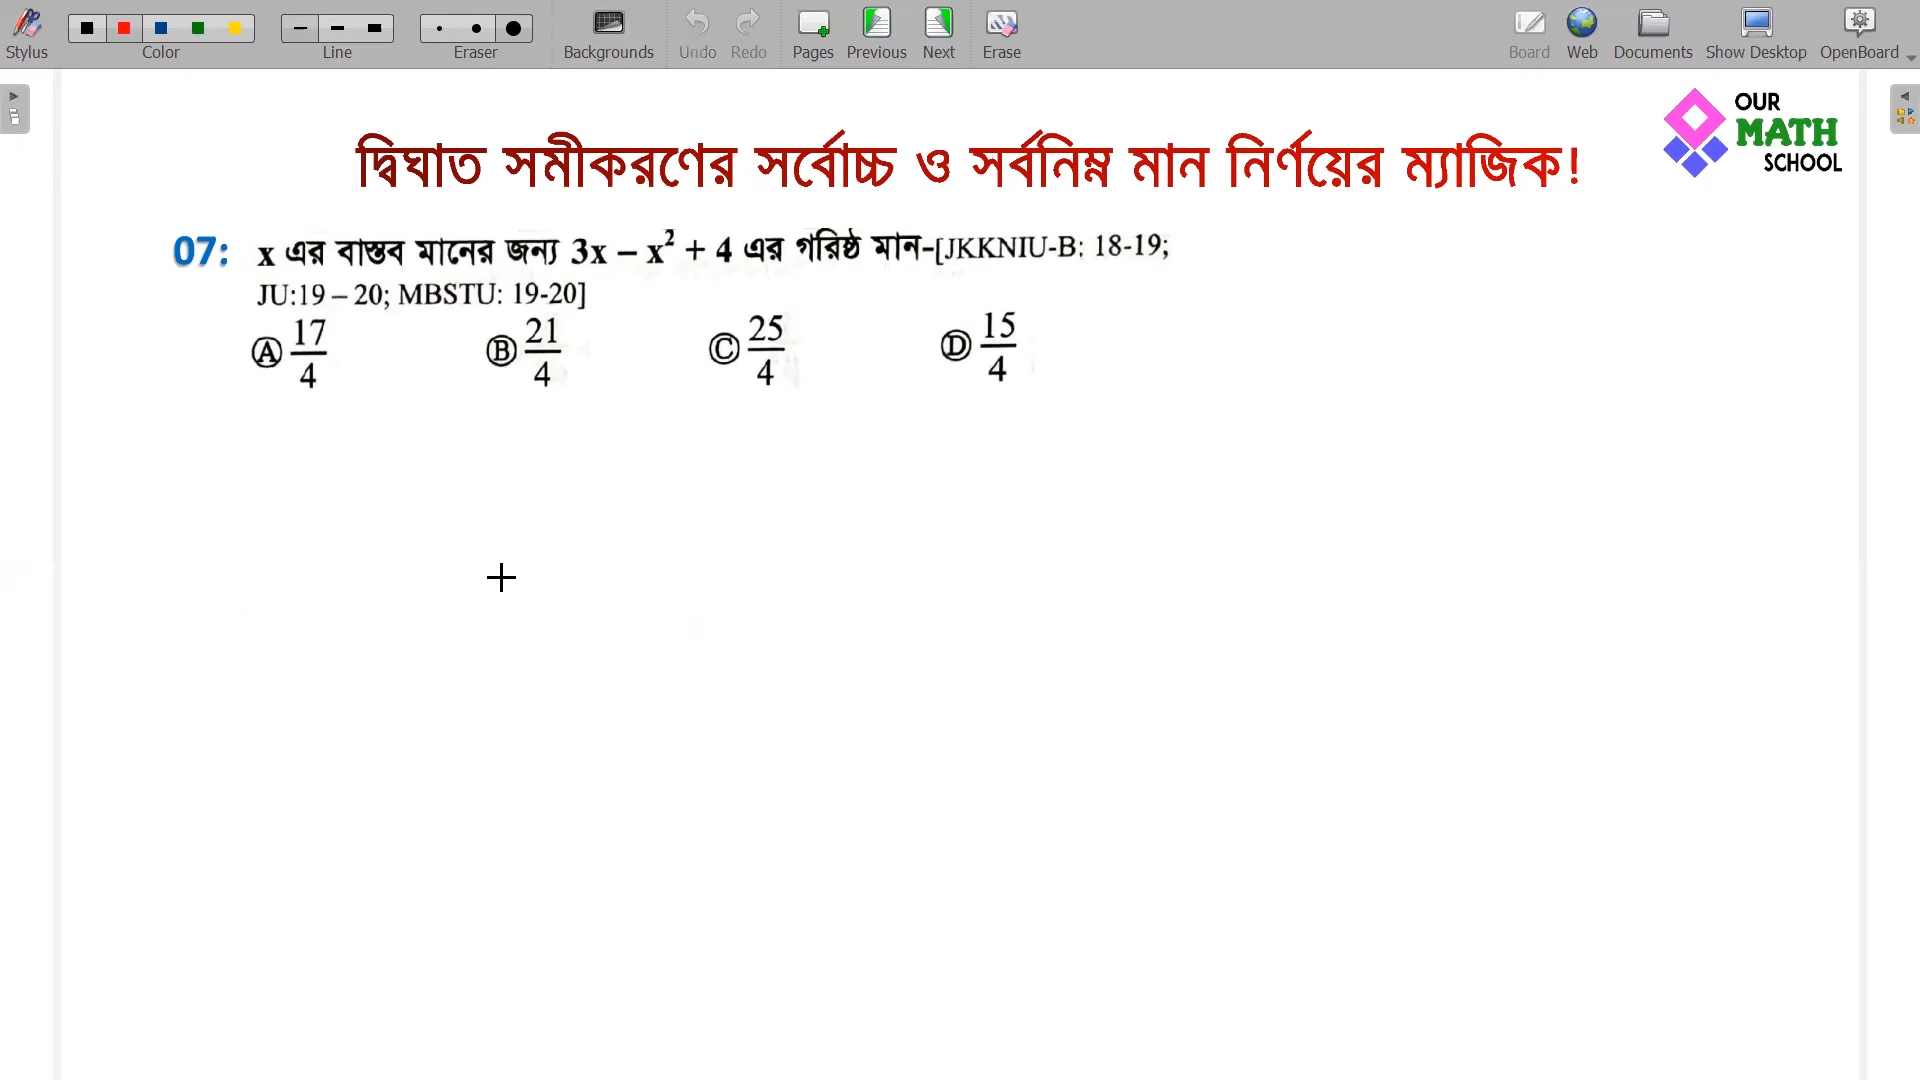 Stylus Color Line Eraser Backgrounds Undo Redo Pages Previous Next Erase Board Web Documents Show Desktop OpenBoard
OUR
MATH
SCHOOL
দ্বিঘাত সমীকরণের সর্বোচ্চ ও সর্বনিম্ন মান নির্ণয়ের ম্যাজিক!
07: x এর বাস্তব মানের জন্য 3x – x² + 4 এর গরিষ্ঠ মান-[JKKNIU-B: 18-19;
JU:19 – 20; MBSTU: 19-20]
Ⓐ 17/4 Ⓑ 21/4 Ⓒ 25/4 Ⓓ 15/4